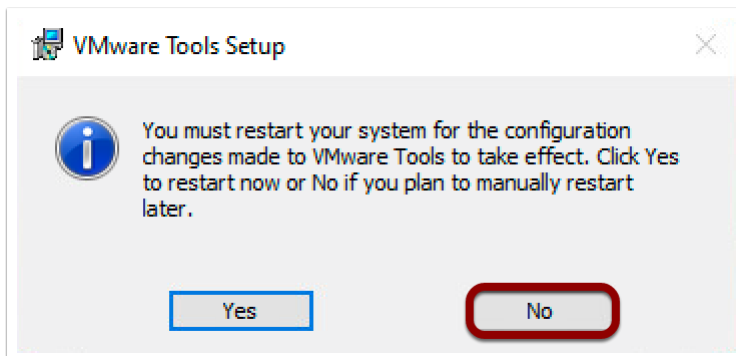 VMware Tools Setup
You must restart your system for the configuration
changes made to VMware Tools to take effect. Click Yes
to restart now or No if you plan to manually restart
later.
Yes No